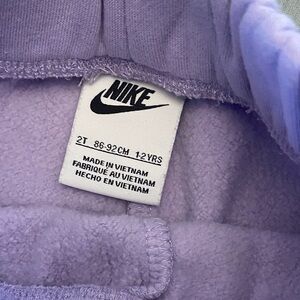 NIKE
2T 86-92CM 1-2YRS
MADE IN VIETNAM
FABRIQUÉ AU VIETNAM
HECHO EN VIETNAM